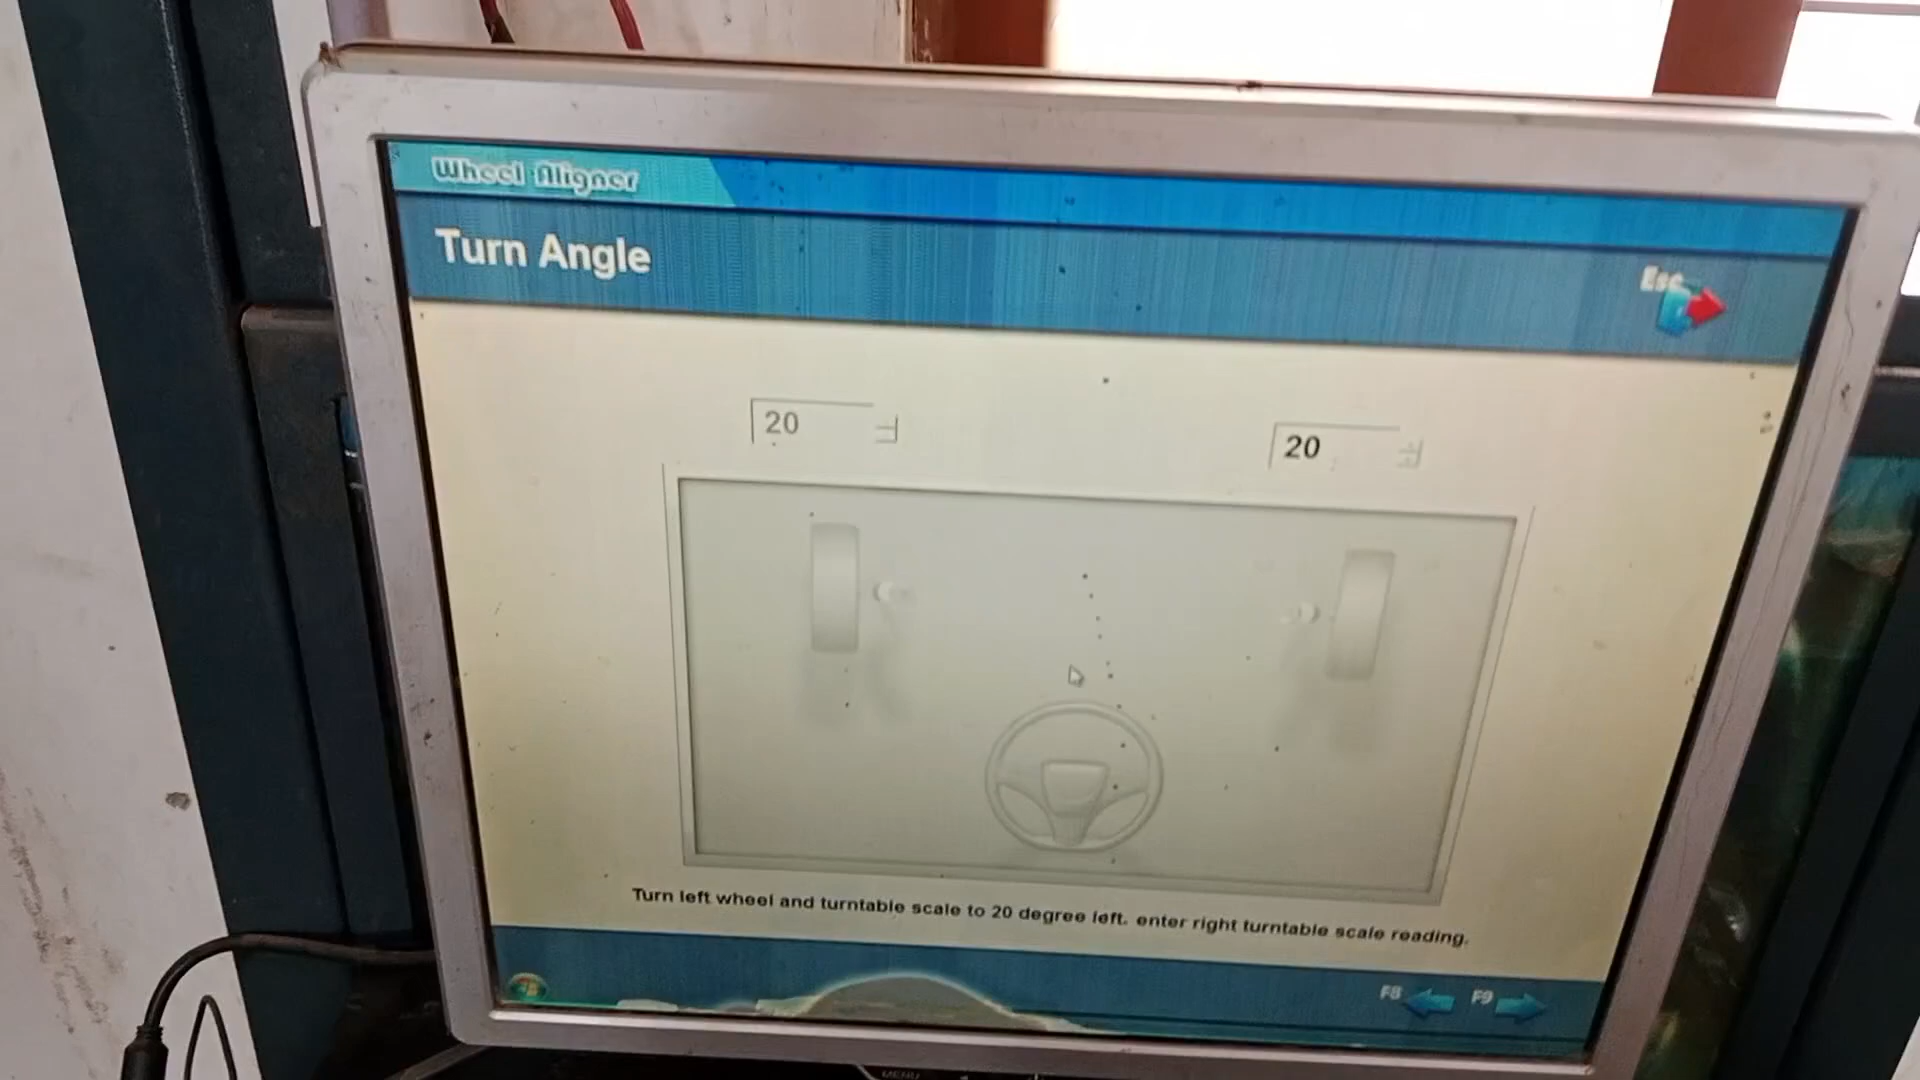 Wheel Aligner
Turn Angle
Esc
20
20
Turn left wheel and turntable scale to 20 degree left. enter right turntable scale reading.
F8 F9
MENU